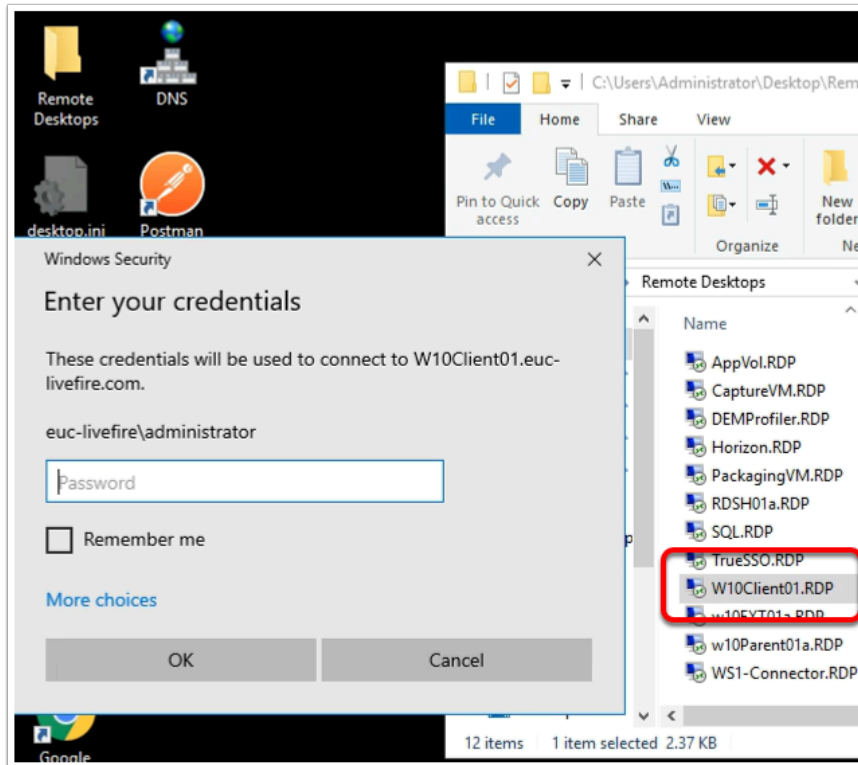 Remote
Desktops
DNS
desktop.ini
Postman
C:\Users\Administrator\Desktop\Rem
File Home Share View
Pin to Quick
access
Copy
Paste
New
folder
Organize
Ne
Windows Security
Enter your credentials
These credentials will be used to connect to W10Client01.euc-
livefire.com.
euc-livefire\administrator
Password
Remember me
More choices
OK Cancel
Remote Desktops
Name
AppVol.RDP
CaptureVM.RDP
DEMProfiler.RDP
Horizon.RDP
PackagingVM.RDP
RDSH01a.RDP
SQL.RDP
TrueSSO.RDP
W10Client01.RDP
w10EXT01a.RDP
w10Parent01a.RDP
WS1-Connector.RDP
12 items 1 item selected 2.37 KB
Google